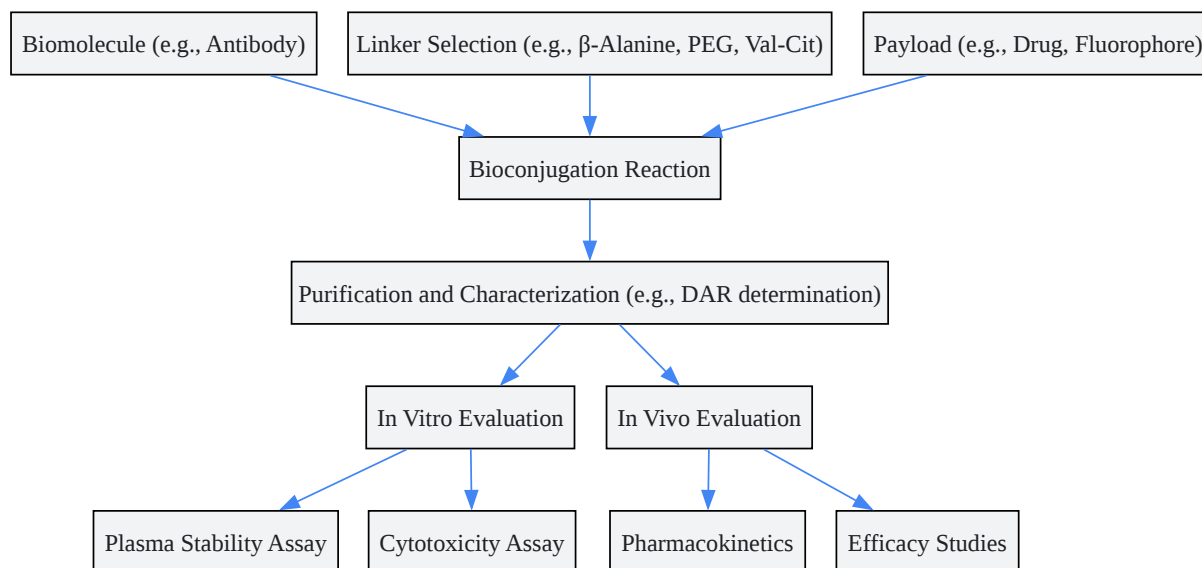 Biomolecule (e.g., Antibody)
Linker Selection (e.g., β-Alanine, PEG, Val-Cit)
Payload (e.g., Drug, Fluorophore)
Bioconjugation Reaction
Purification and Characterization (e.g., DAR determination)
In Vitro Evaluation
In Vivo Evaluation
Plasma Stability Assay
Cytotoxicity Assay
Pharmacokinetics
Efficacy Studies